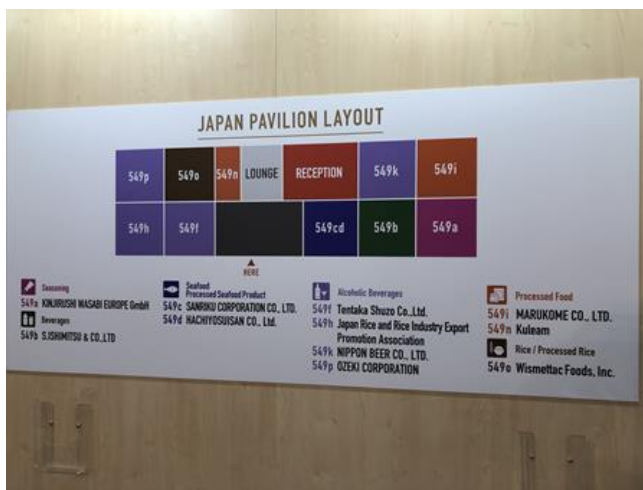 JAPAN PAVILION LAYOUT
549p 549o 549n LOUNGE RECEPTION 549k 549i
549h 549f 549cd 549b 549a
HERE
Seasoning
549a KINJIRUSHI WASABI EUROPE GmbH
Beverages
549b S.ISHIMITSU & CO.,LTD
Seafood
Processed Seafood Product
549c SANRIKU CORPORATION CO., LTD.
549d HACHIYOSUISAN CO., Ltd.
Alcoholic Beverages
549f Tentaka Shuzo Co.,Ltd.
549h Japan Rice and Rice Industry Export
Promotion Association
549k NIPPON BEER CO., LTD.
549p OZEKI CORPORATION
Processed Food
549i MARUKOME CO., LTD.
549n Kuleam
Rice / Processed Rice
549o Wismettac Foods, Inc.